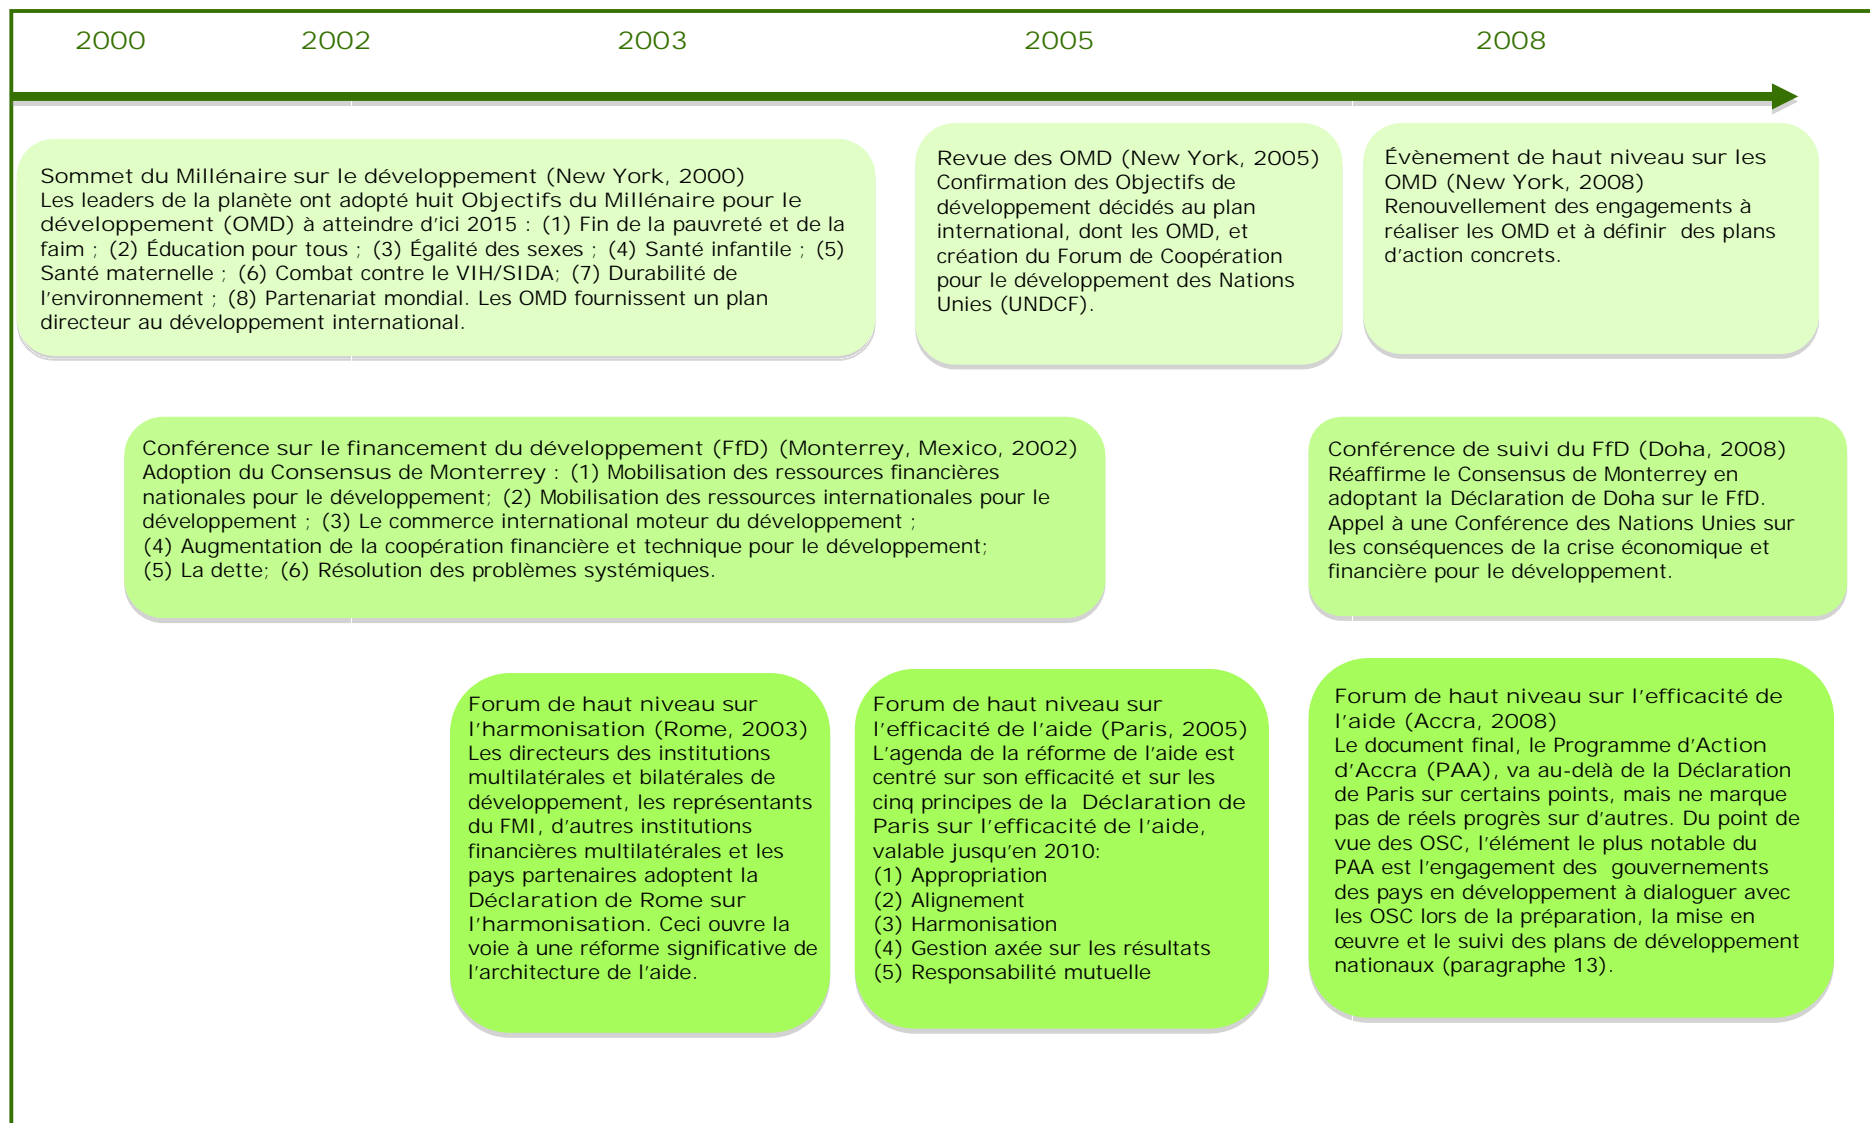 2000 2002 2003 2005 2008
Sommet du Millénaire sur le développement (New York, 2000)
Les leaders de la planète ont adopté huit Objectifs du Millénaire pour le
développement (OMD) à atteindre d'ici 2015 : (1) Fin de la pauvreté et de la
faim ; (2) Éducation pour tous ; (3) Égalité des sexes ; (4) Santé infantile ; (5)
Santé maternelle ; (6) Combat contre le VIH/SIDA; (7) Durabilité de
l'environnement ; (8) Partenariat mondial. Les OMD fournissent un plan
directeur au développement international.
Revue des OMD (New York, 2005)
Confirmation des Objectifs de
développement décidés au plan
international, dont les OMD, et
création du Forum de Coopération
pour le développement des Nations
Unies (UNDCF).
Évènement de haut niveau sur les
OMD (New York, 2008)
Renouvellement des engagements à
réaliser les OMD et à définir des plans
d'action concrets.
Conférence sur le financement du développement (FfD) (Monterrey, Mexico, 2002)
Adoption du Consensus de Monterrey : (1) Mobilisation des ressources financières
nationales pour le développement; (2) Mobilisation des ressources internationales pour le
développement ; (3) Le commerce international moteur du développement ;
(4) Augmentation de la coopération financière et technique pour le développement;
(5) La dette; (6) Résolution des problèmes systémiques.
Conférence de suivi du FfD (Doha, 2008)
Réaffirme le Consensus de Monterrey en
adoptant la Déclaration de Doha sur le FfD.
Appel à une Conférence des Nations Unies sur
les conséquences de la crise économique et
financière pour le développement.
Forum de haut niveau sur
l'harmonisation (Rome, 2003)
Les directeurs des institutions
multilatérales et bilatérales de
développement, les représentants
du FMI, d'autres institutions
financières multilatérales et les
pays partenaires adoptent la
Déclaration de Rome sur
l'harmonisation. Ceci ouvre la
voie à une réforme significative de
l'architecture de l'aide.
Forum de haut niveau sur
l'efficacité de l'aide (Paris, 2005)
L'agenda de la réforme de l'aide est
centré sur son efficacité et sur les
cinq principes de la Déclaration de
Paris sur l'efficacité de l'aide,
valable jusqu'en 2010:
(1) Appropriation
(2) Alignement
(3) Harmonisation
(4) Gestion axée sur les résultats
(5) Responsabilité mutuelle
Forum de haut niveau sur l'efficacité de
l'aide (Accra, 2008)
Le document final, le Programme d'Action
d'Accra (PAA), va au-delà de la Déclaration
de Paris sur certains points, mais ne marque
pas de réels progrès sur d'autres. Du point de
vue des OSC, l'élément le plus notable du
PAA est l'engagement des gouvernements
des pays en développement à dialoguer avec
les OSC lors de la préparation, la mise en
œuvre et le suivi des plans de développement
nationaux (paragraphe 13).